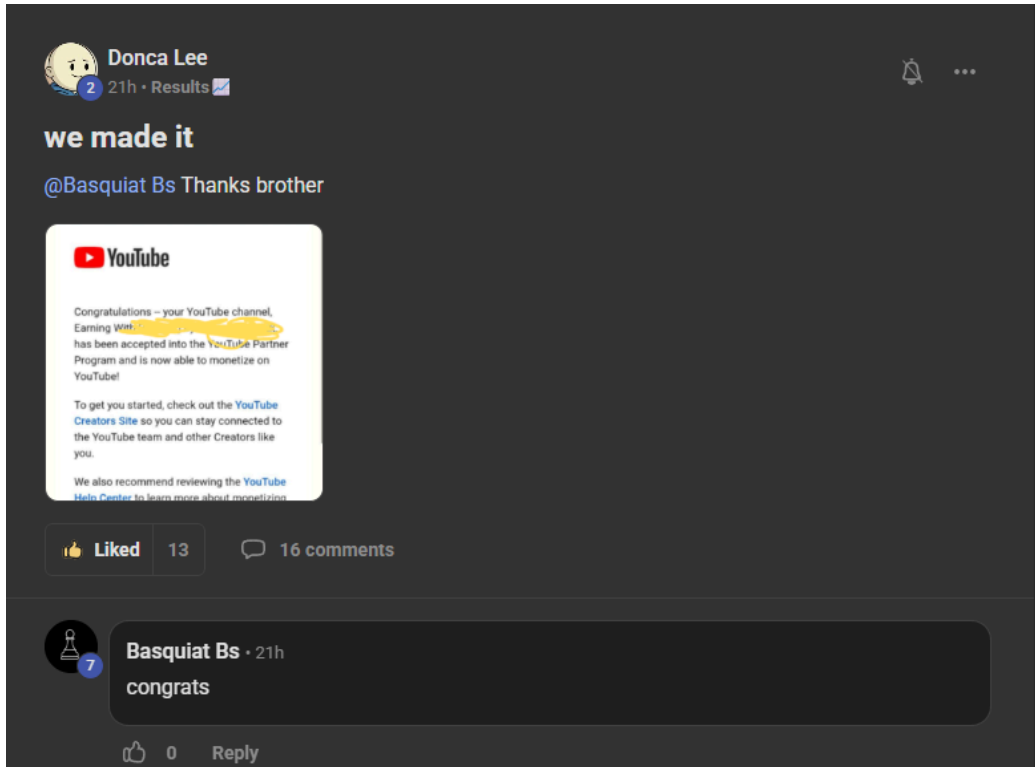 Donca Lee
2 21h • Results
we made it
@Basquiat Bs Thanks brother
YouTube
Congratulations – your YouTube channel,
Earning With
has been accepted into the YouTube Partner
Program and is now able to monetize on
YouTube!
To get you started, check out the YouTube
Creators Site so you can stay connected to
the YouTube team and other Creators like
you.
We also recommend reviewing the YouTube
Help Center to learn more about monetizing
Liked 13 16 comments
Basquiat Bs • 21h
7
congrats
0 Reply